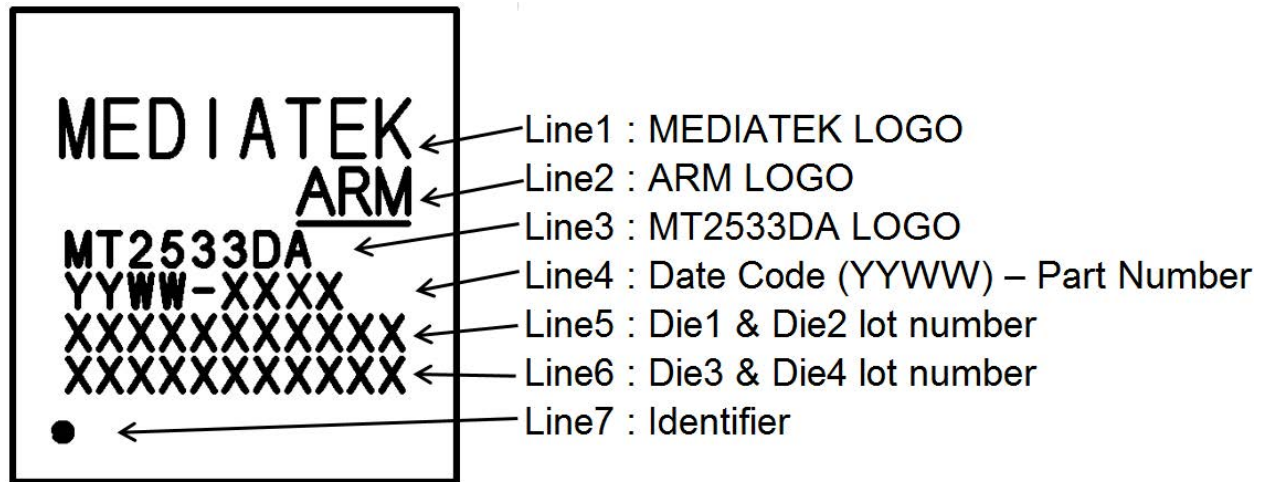 MEDIATEK
ARM
MT2533DA
YYWW-XXXX
XXXXXXXXXXX
XXXXXXXXXXX
Line1 : MEDIATEK LOGO
Line2 : ARM LOGO
Line3 : MT2533DA LOGO
Line4 : Date Code (YYWW) – Part Number
Line5 : Die1 & Die2 lot number
Line6 : Die3 & Die4 lot number
Line7 : Identifier